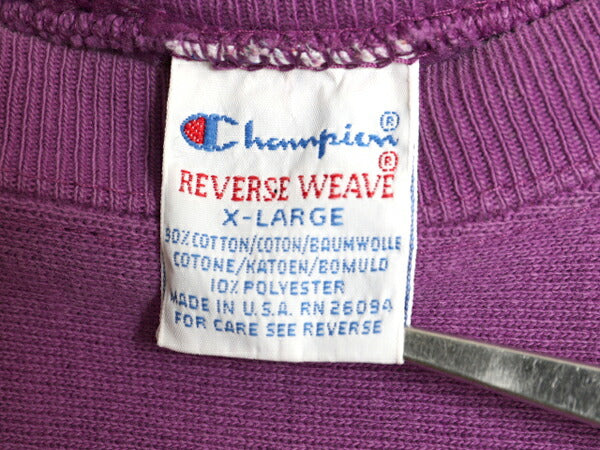 Champion®
REVERSE WEAVE®
X-LARGE
90% COTTON/COTON/BAUMWOLLE
COTONE/KATOEN/BOMULD
10% POLYESTER
MADE IN U.S.A. RN 26094
FOR CARE SEE REVERSE